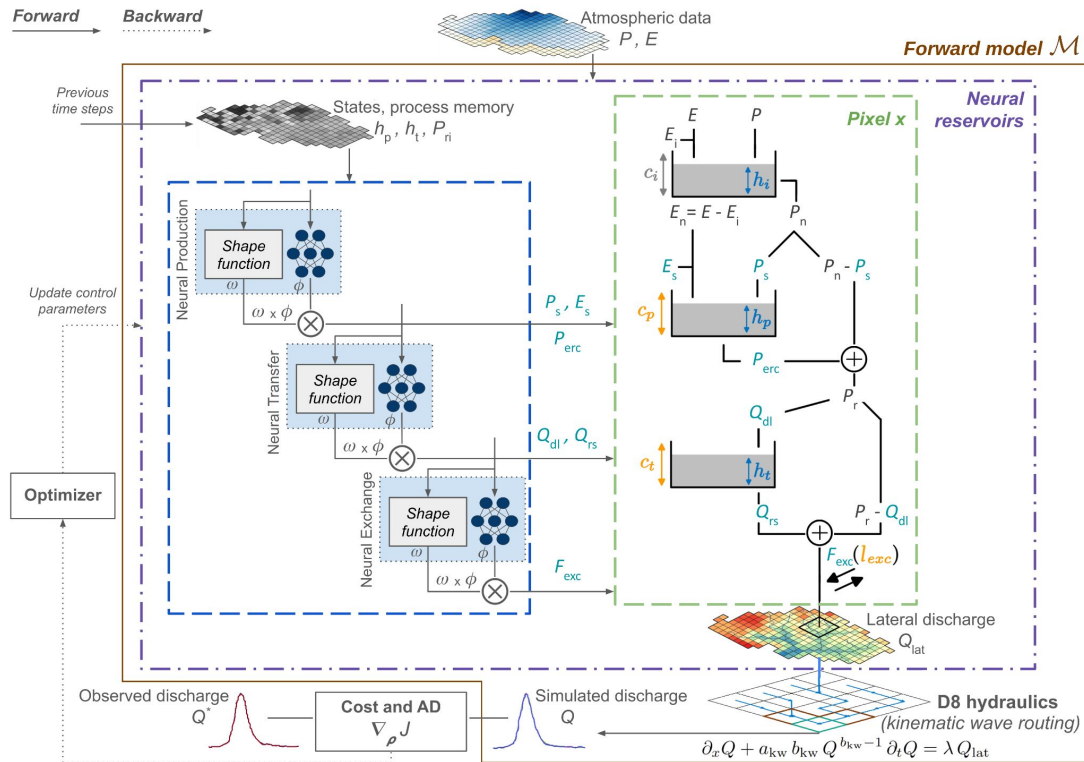 Forward
Backward
Atmospheric data
P, E
Forward model ℳ
Previous
time steps
States, process memory
h_p , h_t , P_ri
Neural
reservoirs
Pixel x
E
P
E_i
c_i
h_i
E_n = E - E_i
P_n
E_s
P_s
P_n - P_s
c_p
h_p
P_erc
P_r
Q_dl
c_t
h_t
Q_rs
P_r - Q_dl
F_exc(l_exc)
Neural Production
Shape
function
ω
ϕ
ω x ϕ
P_s , E_s
P_erc
Neural Transfer
Shape
function
ω
ϕ
ω x ϕ
Q_dl , Q_rs
Neural Exchange
Shape
function
ω
ϕ
ω x ϕ
F_exc
Update control
parameters
Optimizer
Lateral discharge
Q_lat
Observed discharge
Q*
Cost and AD
∇_ρ J
Simulated discharge
Q
D8 hydraulics
(kinematic wave routing)
∂_x Q + a_kw b_kw Q^{b_kw−1} ∂_t Q = λ Q_lat